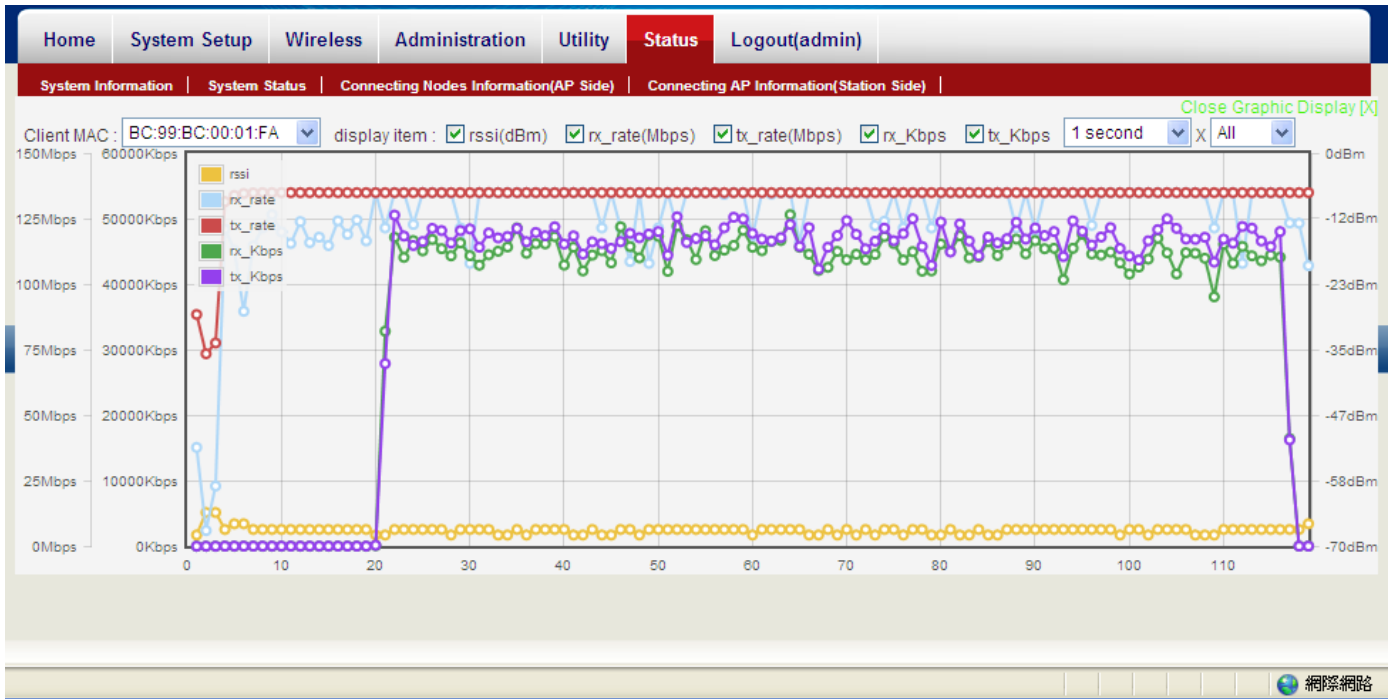 Home System Setup Wireless Administration Utility Status Logout(admin)
System Information System Status Connecting Nodes Information(AP Side) Connecting AP Information(Station Side)
Close Graphic Display [X]
Client MAC : BC:99:BC:00:01:FA display item : rssi(dBm) rx_rate(Mbps) tx_rate(Mbps) rx_Kbps tx_Kbps 1 second X All
150Mbps 60000Kbps 0dBm
rssi
rx_rate
125Mbps 50000Kbps tx_rate -12dBm
rx_Kbps
tx_Kbps
100Mbps 40000Kbps -23dBm
75Mbps 30000Kbps -35dBm
50Mbps 20000Kbps -47dBm
25Mbps 10000Kbps -58dBm
0Mbps 0Kbps -70dBm
0 10 20 30 40 50 60 70 80 90 100 110
網際網路